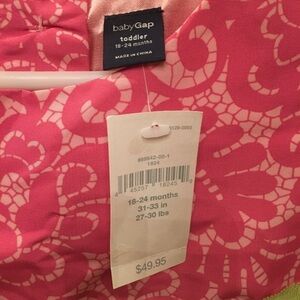 babyGap
toddler
18-24 months
MADE IN CHINA
1824
18-24 months
31-33 in
27-30 lbs
$49.95